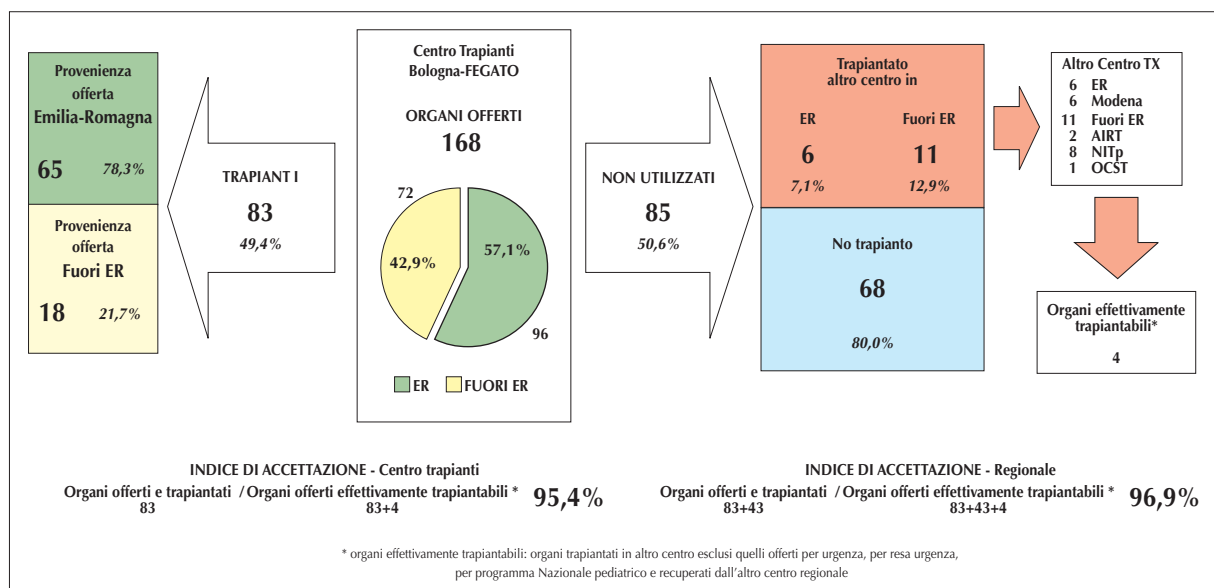 Provenienza
offerta
Emilia-Romagna
65 78,3%
Provenienza
offerta
Fuori ER
18 21,7%
TRAPIANT I
83
49,4%
Centro Trapianti
Bologna-FEGATO
ORGANI OFFERTI
168
72
42,9%
57,1%
96
ER FUORI ER
NON UTILIZZATI
85
50,6%
Trapiantato
altro centro in
ER Fuori ER
6 11
7,1% 12,9%
No trapianto
68
80,0%
Altro Centro TX
6 ER
6 Modena
11 Fuori ER
2 AIRT
8 NITp
1 OCST
Organi effettivamente
trapiantabili*
4
INDICE DI ACCETTAZIONE - Centro trapianti
Organi offerti e trapiantati / Organi offerti effettivamente trapiantabili * 95,4%
83 83+4
INDICE DI ACCETTAZIONE - Regionale
Organi offerti e trapiantati / Organi offerti effettivamente trapiantabili * 96,9%
83+43 83+43+4
* organi effettivamente trapiantabili: organi trapiantati in altro centro esclusi quelli offerti per urgenza, per resa urgenza,
per programma Nazionale pediatrico e recuperati dall'altro centro regionale